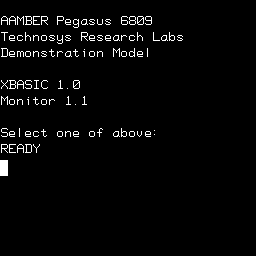 AAMBER Pegasus 6809
Technosys Research Labs
Demonstration Model
XBASIC 1.0
Monitor 1.1
Select one of above:
READY